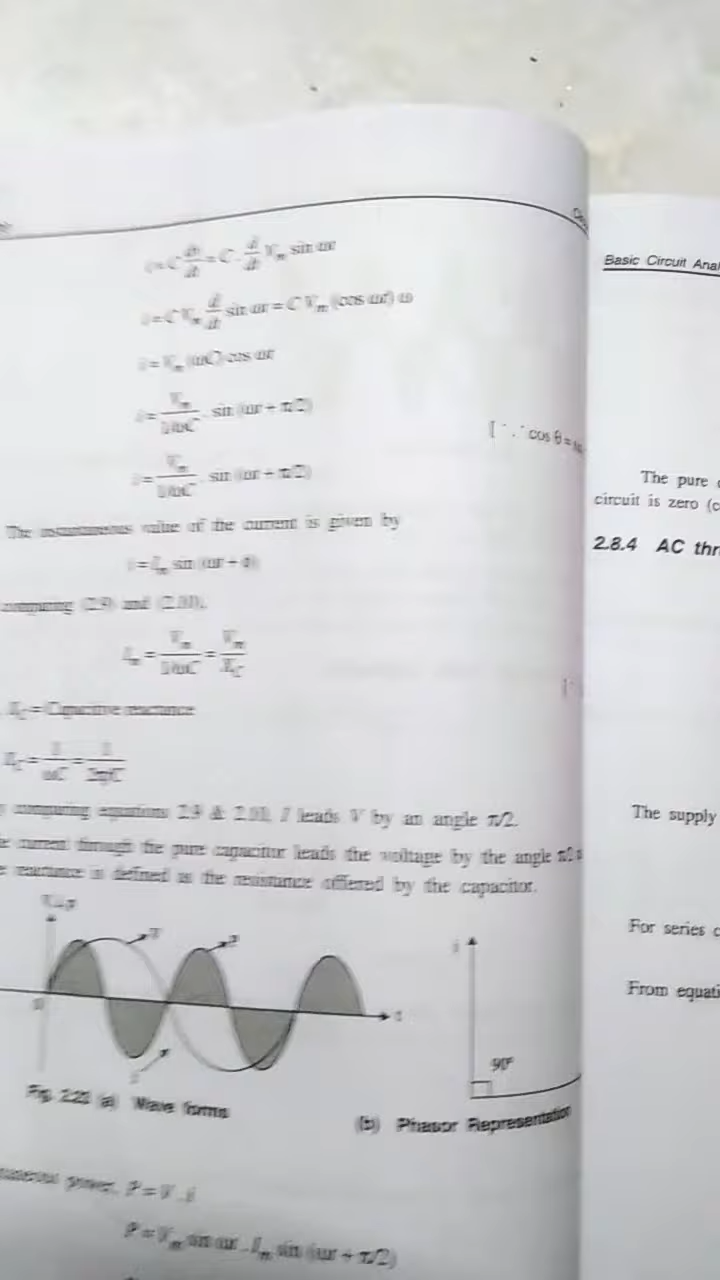 i = C dv/dt = C · d/dt V_m sin ωt
i = C V_m d/dt sin ωt = C V_m (cos ωt) ω
i = V_m (ωC) cos ωt
i = V_m / 1/ωC . sin (ωt + π/2)
[∵ cos θ =
i = V_m / 1/ωC . sin (ωt + π/2)
The instantaneous value of the current is given by
i = I_m sin (ωt + ϕ)
comparing (2.9) and (2.10),
I_m = V_m / 1/ωC = V_m / X_C
X_C = Capacitive reactance
X_C = 1/ωC = 1/2πfC
comparing equations 2.9 & 2.10, I leads V by an angle π/2.
current through the pure capacitor leads the voltage by the angle π/2
reactance is defined as the resistance offered by the capacitor.
P
i
i
t
0
90°
Fig. 2.23 (a) Wave forms
(b) Phasor Representation
power, P = V . i
P = V_m sin ωt . I_m sin (ωt + π/2)
Basic Circuit Anal
The pure
circuit is zero (c
2.8.4 AC thr
The supply
For series c
From equati